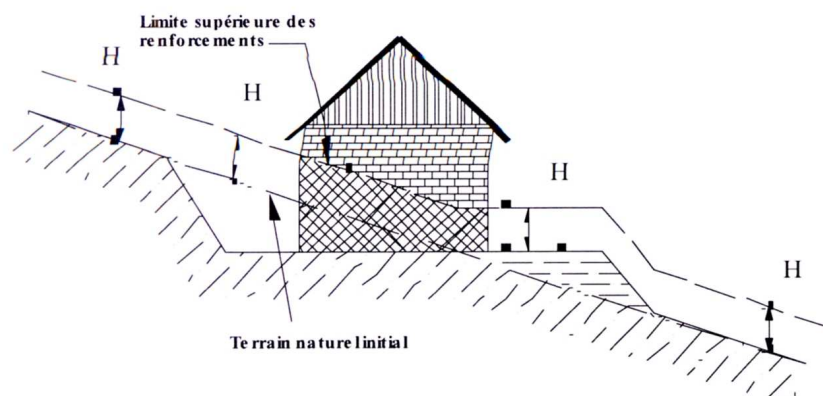 Limite supérieure des
renforcements
H
H
H
H
Terrain naturel initial